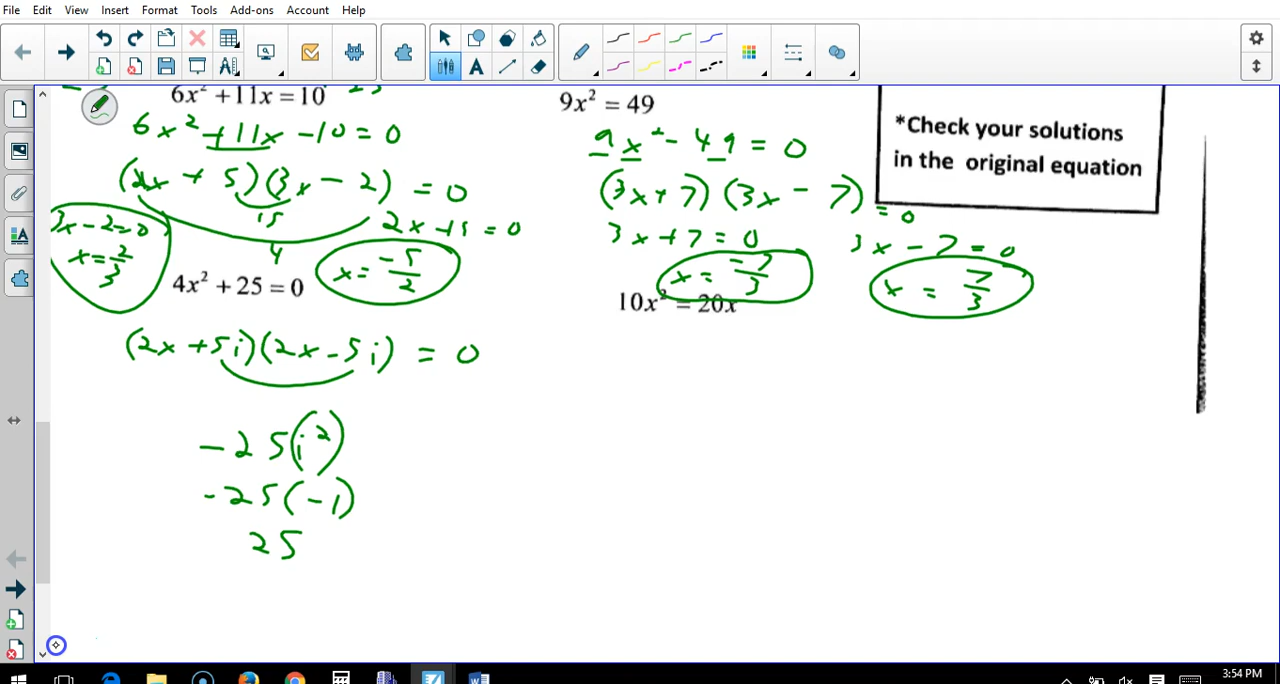 File Edit View Insert Format Tools Add-ons Account Help
6x² + 11x = 10
6x² + 11x - 10 = 0
(2x + 5)(3x - 2) = 0
15
4
3x - 2 = 0
x = 2/3
2x + 5 = 0
x = -5/2
9x² = 49
9x² - 49 = 0
(3x + 7)(3x - 7) = 0
3x + 7 = 0
x = -7/3
3x - 7 = 0
x = 7/3
*Check your solutions
in the original equation
4x² + 25 = 0
(2x + 5i)(2x - 5i) = 0
-25(i²)
-25(-1)
25
10x² = 20x
3:54 PM